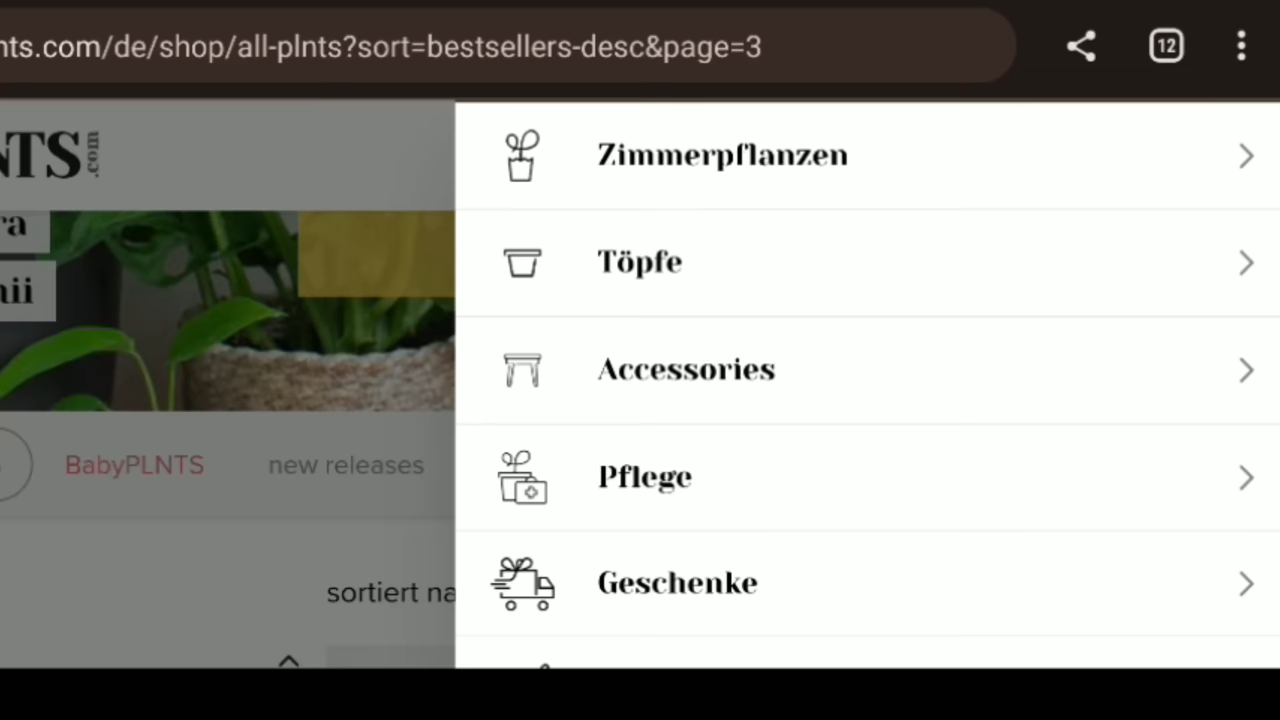 nts.com/de/shop/all-plnts?sort=bestsellers-desc&page=3
12
NTS.com
ra
nii
BabyPLNTS
new releases
sortiert na
Zimmerpflanzen
Töpfe
Accessories
Pflege
Geschenke